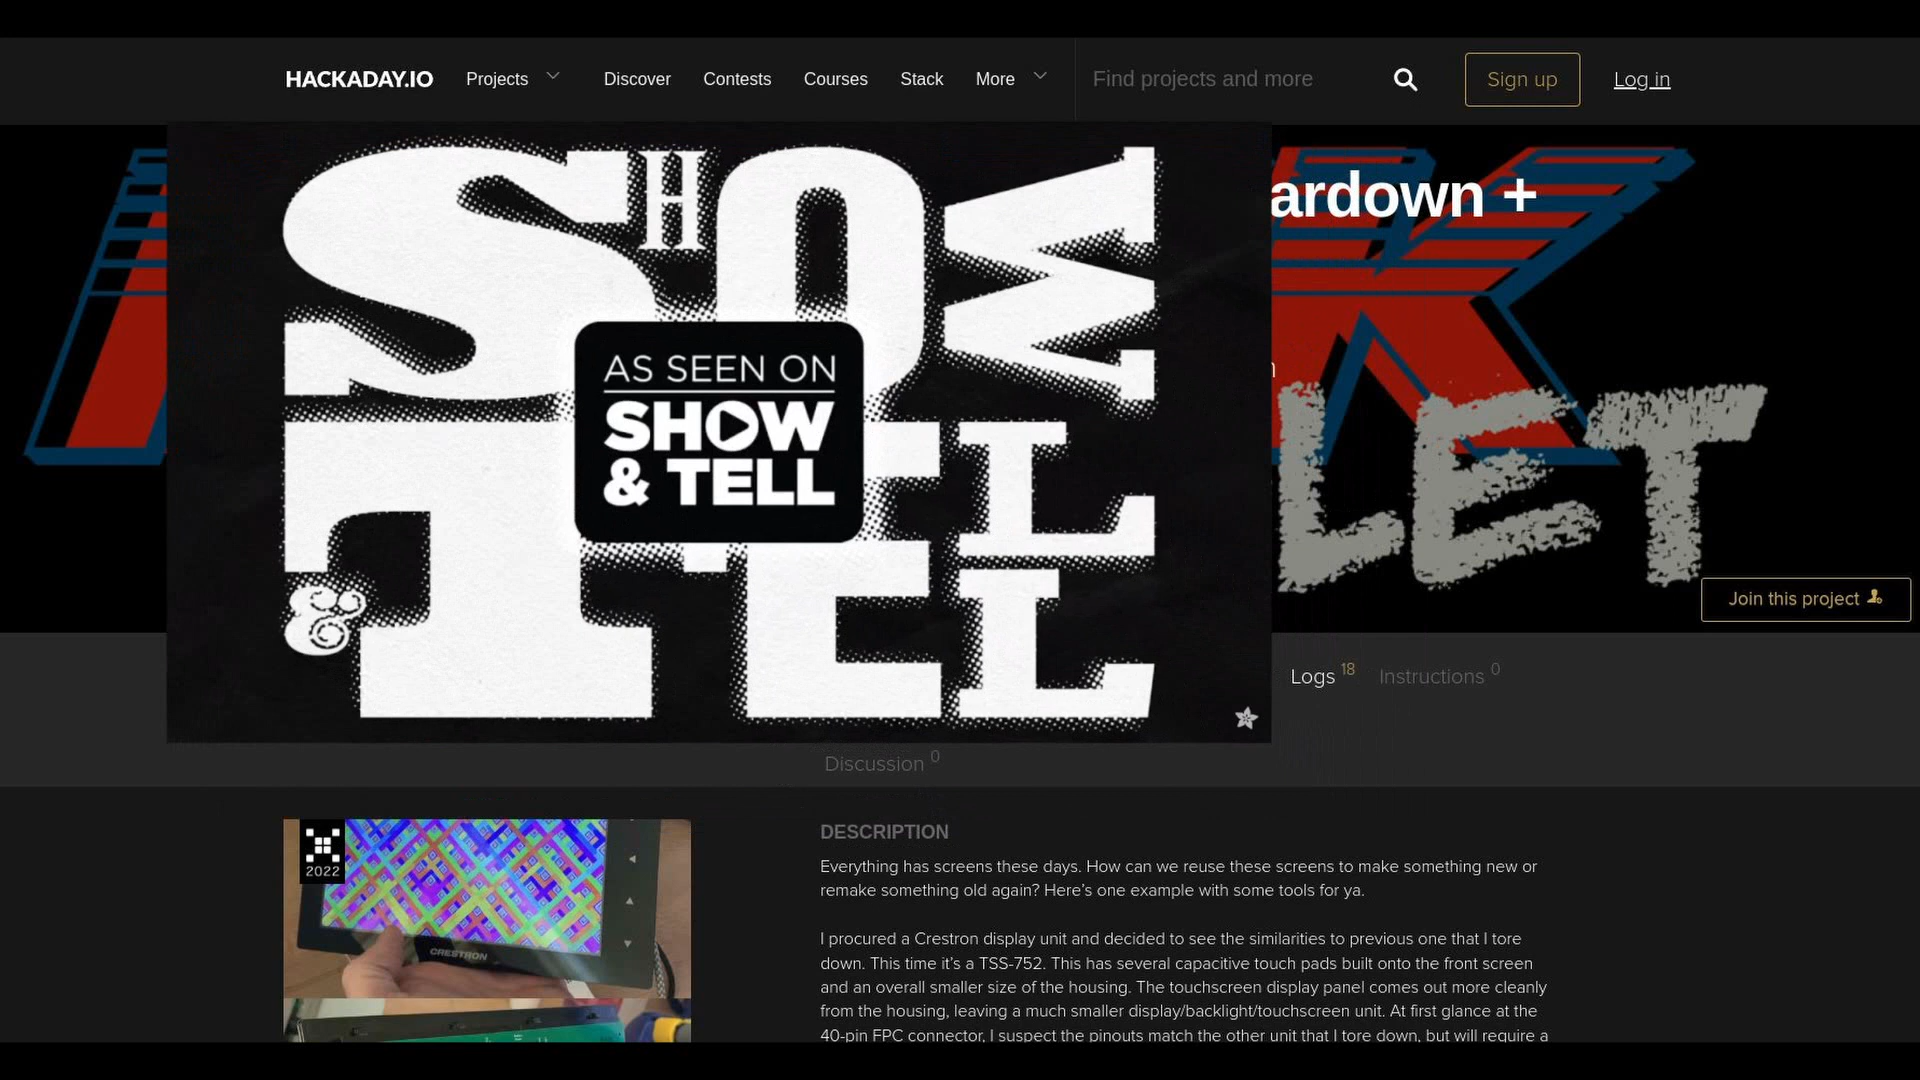 HACKADAY.IO Projects Discover Contests Courses Stack More Find projects and more Sign up Log in
SHOW
& TELL
AS SEEN ON
SHOW
& TELL
ardown +
n
LET
Join this project
Logs 18 Instructions 0
Discussion 0
2022
CRESTRON
DESCRIPTION
Everything has screens these days. How can we reuse these screens to make something new or
remake something old again? Here’s one example with some tools for ya.
I procured a Crestron display unit and decided to see the similarities to previous one that I tore
down. This time it’s a TSS-752. This has several capacitive touch pads built onto the front screen
and an overall smaller size of the housing. The touchscreen display panel comes out more cleanly
from the housing, leaving a much smaller display/backlight/touchscreen unit. At first glance at the
40-pin FPC connector, I suspect the pinouts match the other unit that I tore down, but will require a